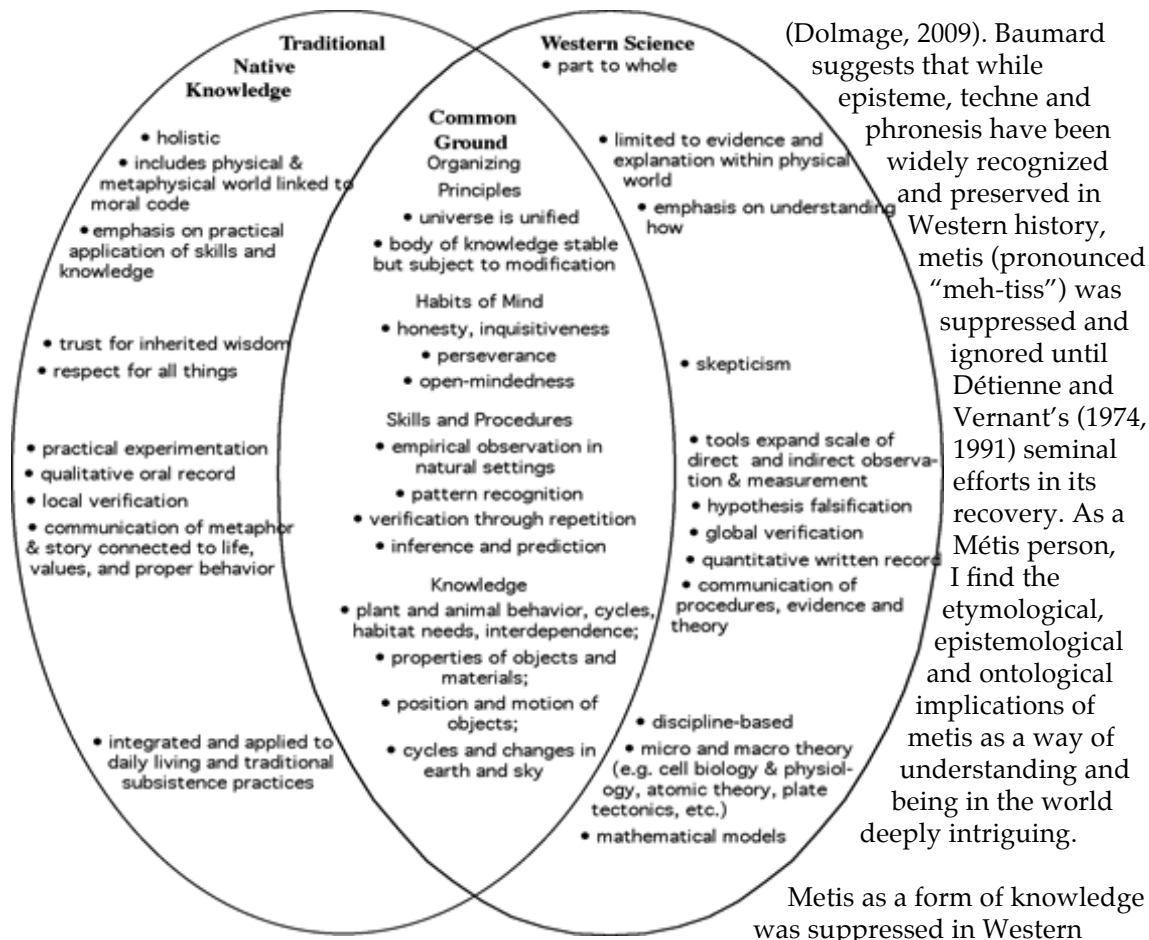 Traditional
Native
Knowledge
• holistic
• includes physical &
metaphysical world linked to
moral code
• emphasis on practical
application of skills and
knowledge
• trust for inherited wisdom
• respect for all things
• practical experimentation
• qualitative oral record
• local verification
• communication of metaphor
& story connected to life,
values, and proper behavior
• integrated and applied to
daily living and traditional
subsistence practices
Common
Ground
Organizing
Principles
• universe is unified
• body of knowledge stable
but subject to modification
Habits of Mind
• honesty, inquisitiveness
• perseverance
• open-mindedness
Skills and Procedures
• empirical observation in
natural settings
• pattern recognition
• verification through repetition
• inference and prediction
Knowledge
• plant and animal behavior, cycles,
habitat needs, interdependence;
• properties of objects and
materials;
• position and motion of
objects;
• cycles and changes in
earth and sky
Western Science
• part to whole
• limited to evidence and
explanation within physical
world
• emphasis on understanding
how
• skepticism
• tools expand scale of
direct and indirect observa-
tion & measurement
• hypothesis falsification
• global verification
• quantitative written record
• communication of
procedures, evidence and
theory
• discipline-based
• micro and macro theory
(e.g. cell biology & physiol-
ogy, atomic theory, plate
tectonics, etc.)
• mathematical models
(Dolmage, 2009). Baumard
suggests that while
episteme, techne and
phronesis have been
widely recognized
and preserved in
Western history,
metis (pronounced
“meh-tiss”) was
suppressed and
ignored until
Détienne and
Vernant’s (1974,
1991) seminal
efforts in its
recovery. As a
Métis person,
I find the
etymological,
epistemological
and ontological
implications of
metis as a way of
understanding and
being in the world
deeply intriguing.
Metis as a form of knowledge
was suppressed in Western